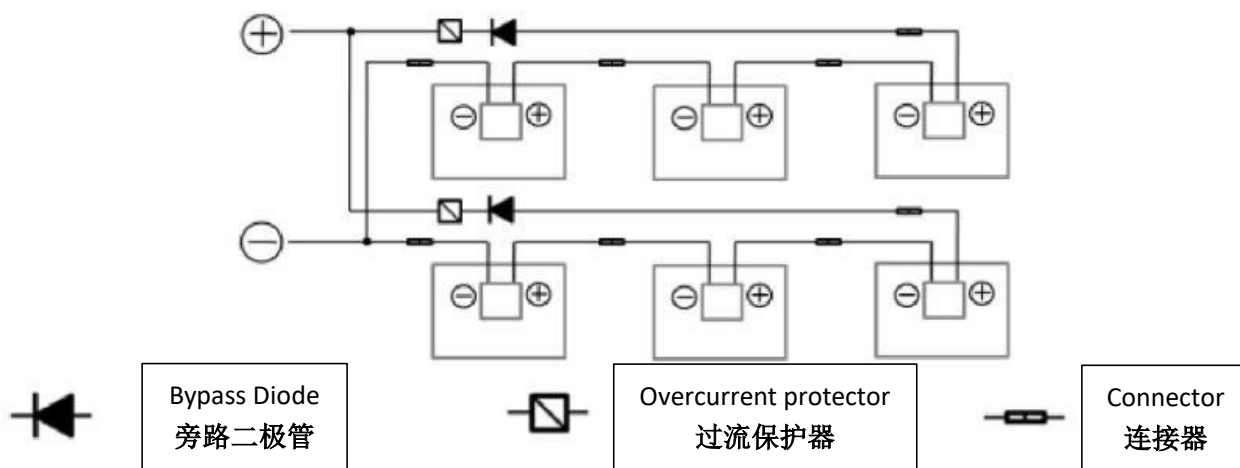 Bypass Diode
旁路二极管
Overcurrent protector
过流保护器
Connector
连接器